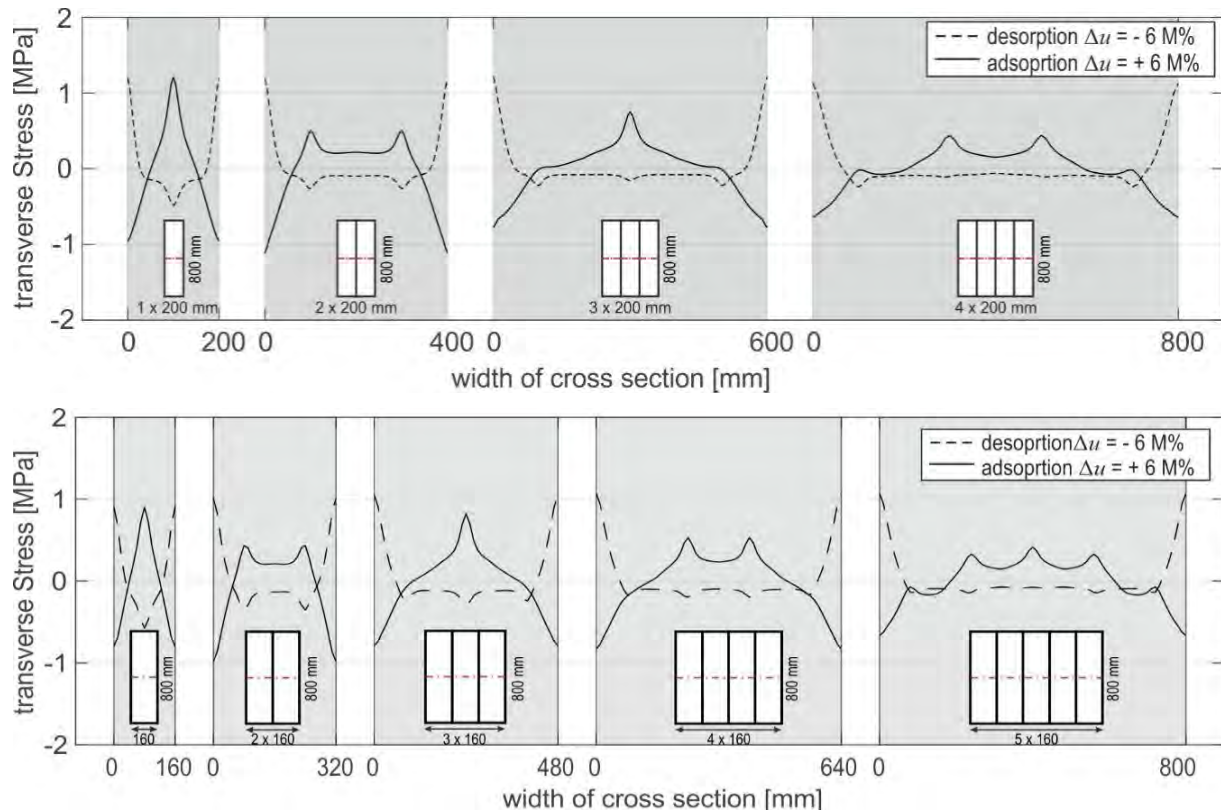 2
1
0
-1
-2
transverse Stress [MPa]
desorption Δu = - 6 M%
adsoprtion Δu = + 6 M%
800 mm
1 x 200 mm
800 mm
2 x 200 mm
800 mm
3 x 200 mm
800 mm
4 x 200 mm
0 200 0 400 0 600 0 800
width of cross section [mm]
2
1
0
-1
-2
transverse Stress [MPa]
desoprtionΔu = - 6 M%
adsoprtion Δu = + 6 M%
800 mm
160
800 mm
2 x 160
800 mm
3 x 160
800 mm
4 x 160
800 mm
5 x 160
0 160 0 320 0 480 0 640 0 800
width of cross section [mm]